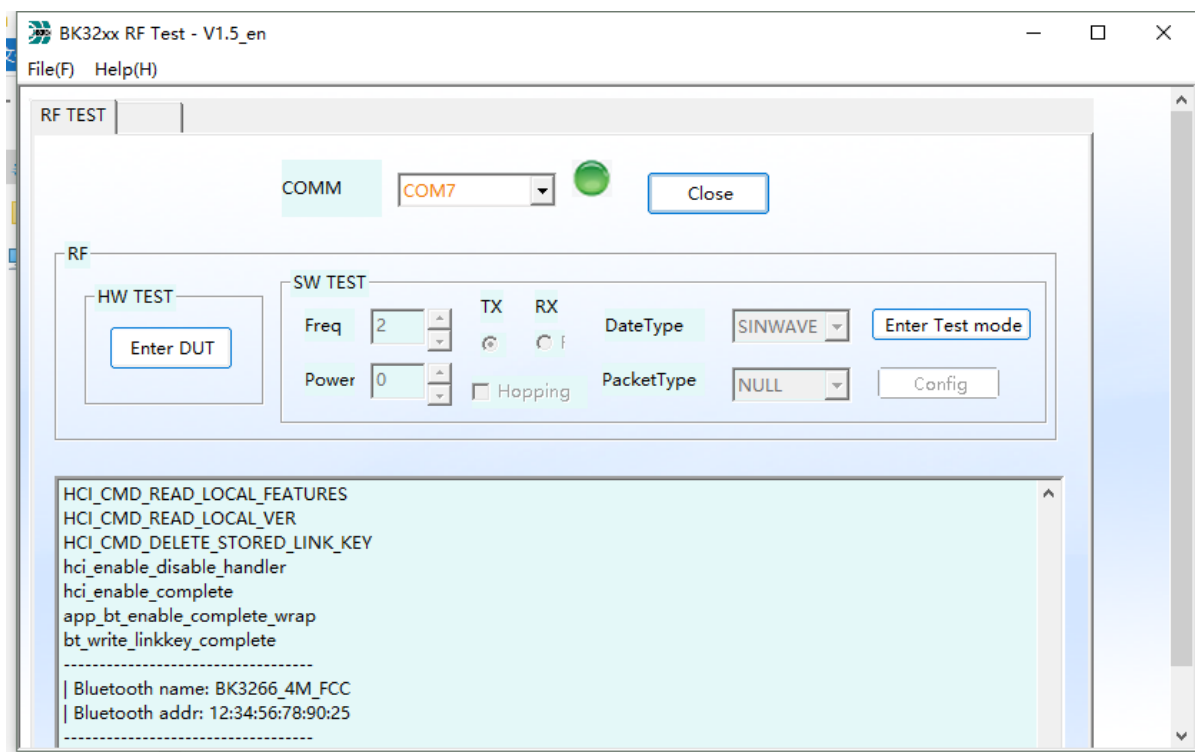 BK32xx RF Test - V1.5_en
File(F) Help(H)
RF TEST
COMM COM7 Close
RF
HW TEST
Enter DUT
SW TEST
Freq 2 TX RX DateType SINWAVE Enter Test mode
Power 0 Hopping PacketType NULL Config
HCI_CMD_READ_LOCAL_FEATURES
HCI_CMD_READ_LOCAL_VER
HCI_CMD_DELETE_STORED_LINK_KEY
hci_enable_disable_handler
hci_enable_complete
app_bt_enable_complete_wrap
bt_write_linkkey_complete
----------------------------------
| Bluetooth name: BK3266_4M_FCC
| Bluetooth addr: 12:34:56:78:90:25
----------------------------------